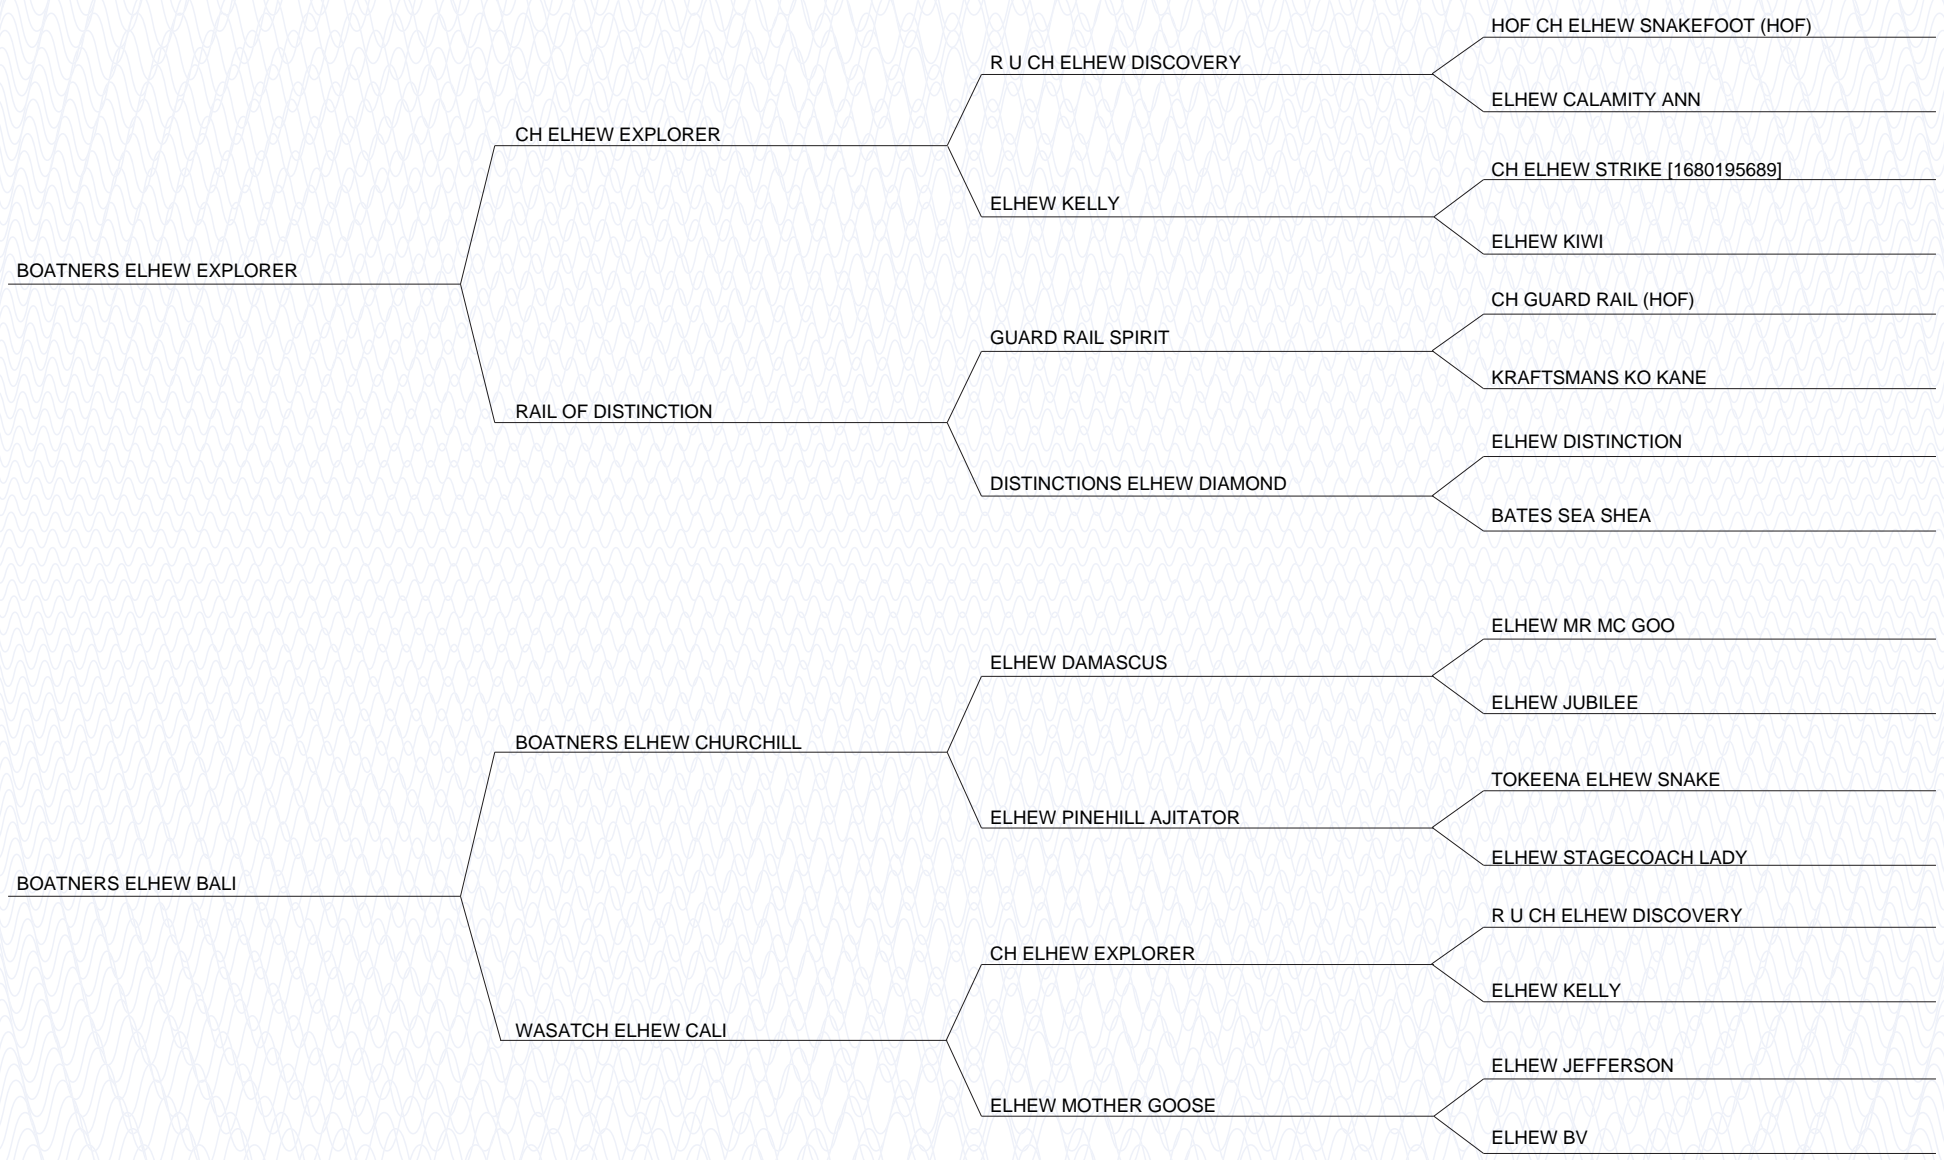 HOF CH ELHEW SNAKEFOOT (HOF)
R U CH ELHEW DISCOVERY
ELHEW CALAMITY ANN
CH ELHEW EXPLORER
CH ELHEW STRIKE [1680195689]
ELHEW KELLY
ELHEW KIWI
BOATNERS ELHEW EXPLORER
CH GUARD RAIL (HOF)
GUARD RAIL SPIRIT
KRAFTSMANS KO KANE
RAIL OF DISTINCTION
ELHEW DISTINCTION
DISTINCTIONS ELHEW DIAMOND
BATES SEA SHEA
ELHEW MR MC GOO
ELHEW DAMASCUS
ELHEW JUBILEE
BOATNERS ELHEW CHURCHILL
TOKEENA ELHEW SNAKE
ELHEW PINEHILL AJITATOR
ELHEW STAGECOACH LADY
BOATNERS ELHEW BALI
R U CH ELHEW DISCOVERY
CH ELHEW EXPLORER
ELHEW KELLY
WASATCH ELHEW CALI
ELHEW JEFFERSON
ELHEW MOTHER GOOSE
ELHEW BV